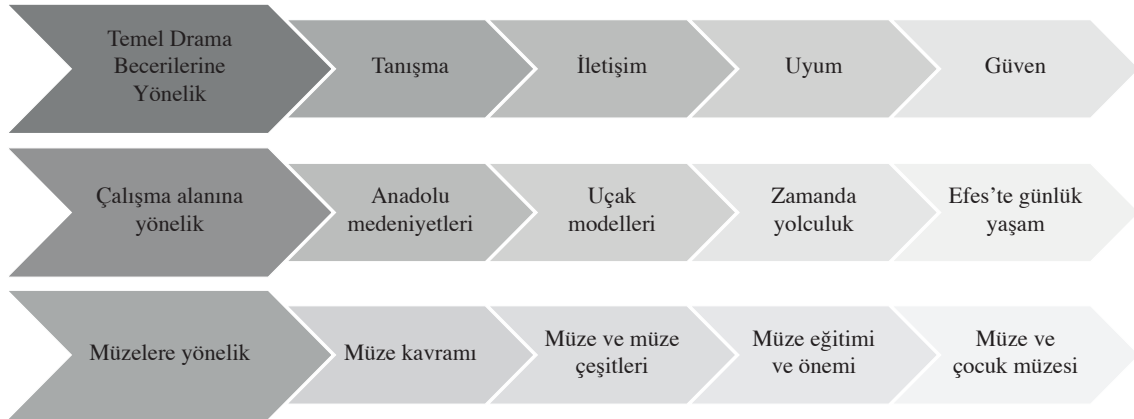 Temel Drama
Becerilerine
Yönelik
Tanışma
İletişim
Uyum
Güven
Çalışma alanına
yönelik
Anadolu
medeniyetleri
Uçak
modelleri
Zamanda
yolculuk
Efes’te günlük
yaşam
Müzelere yönelik
Müze kavramı
Müze ve müze
çeşitleri
Müze eğitimi
ve önemi
Müze ve
çocuk müzesi